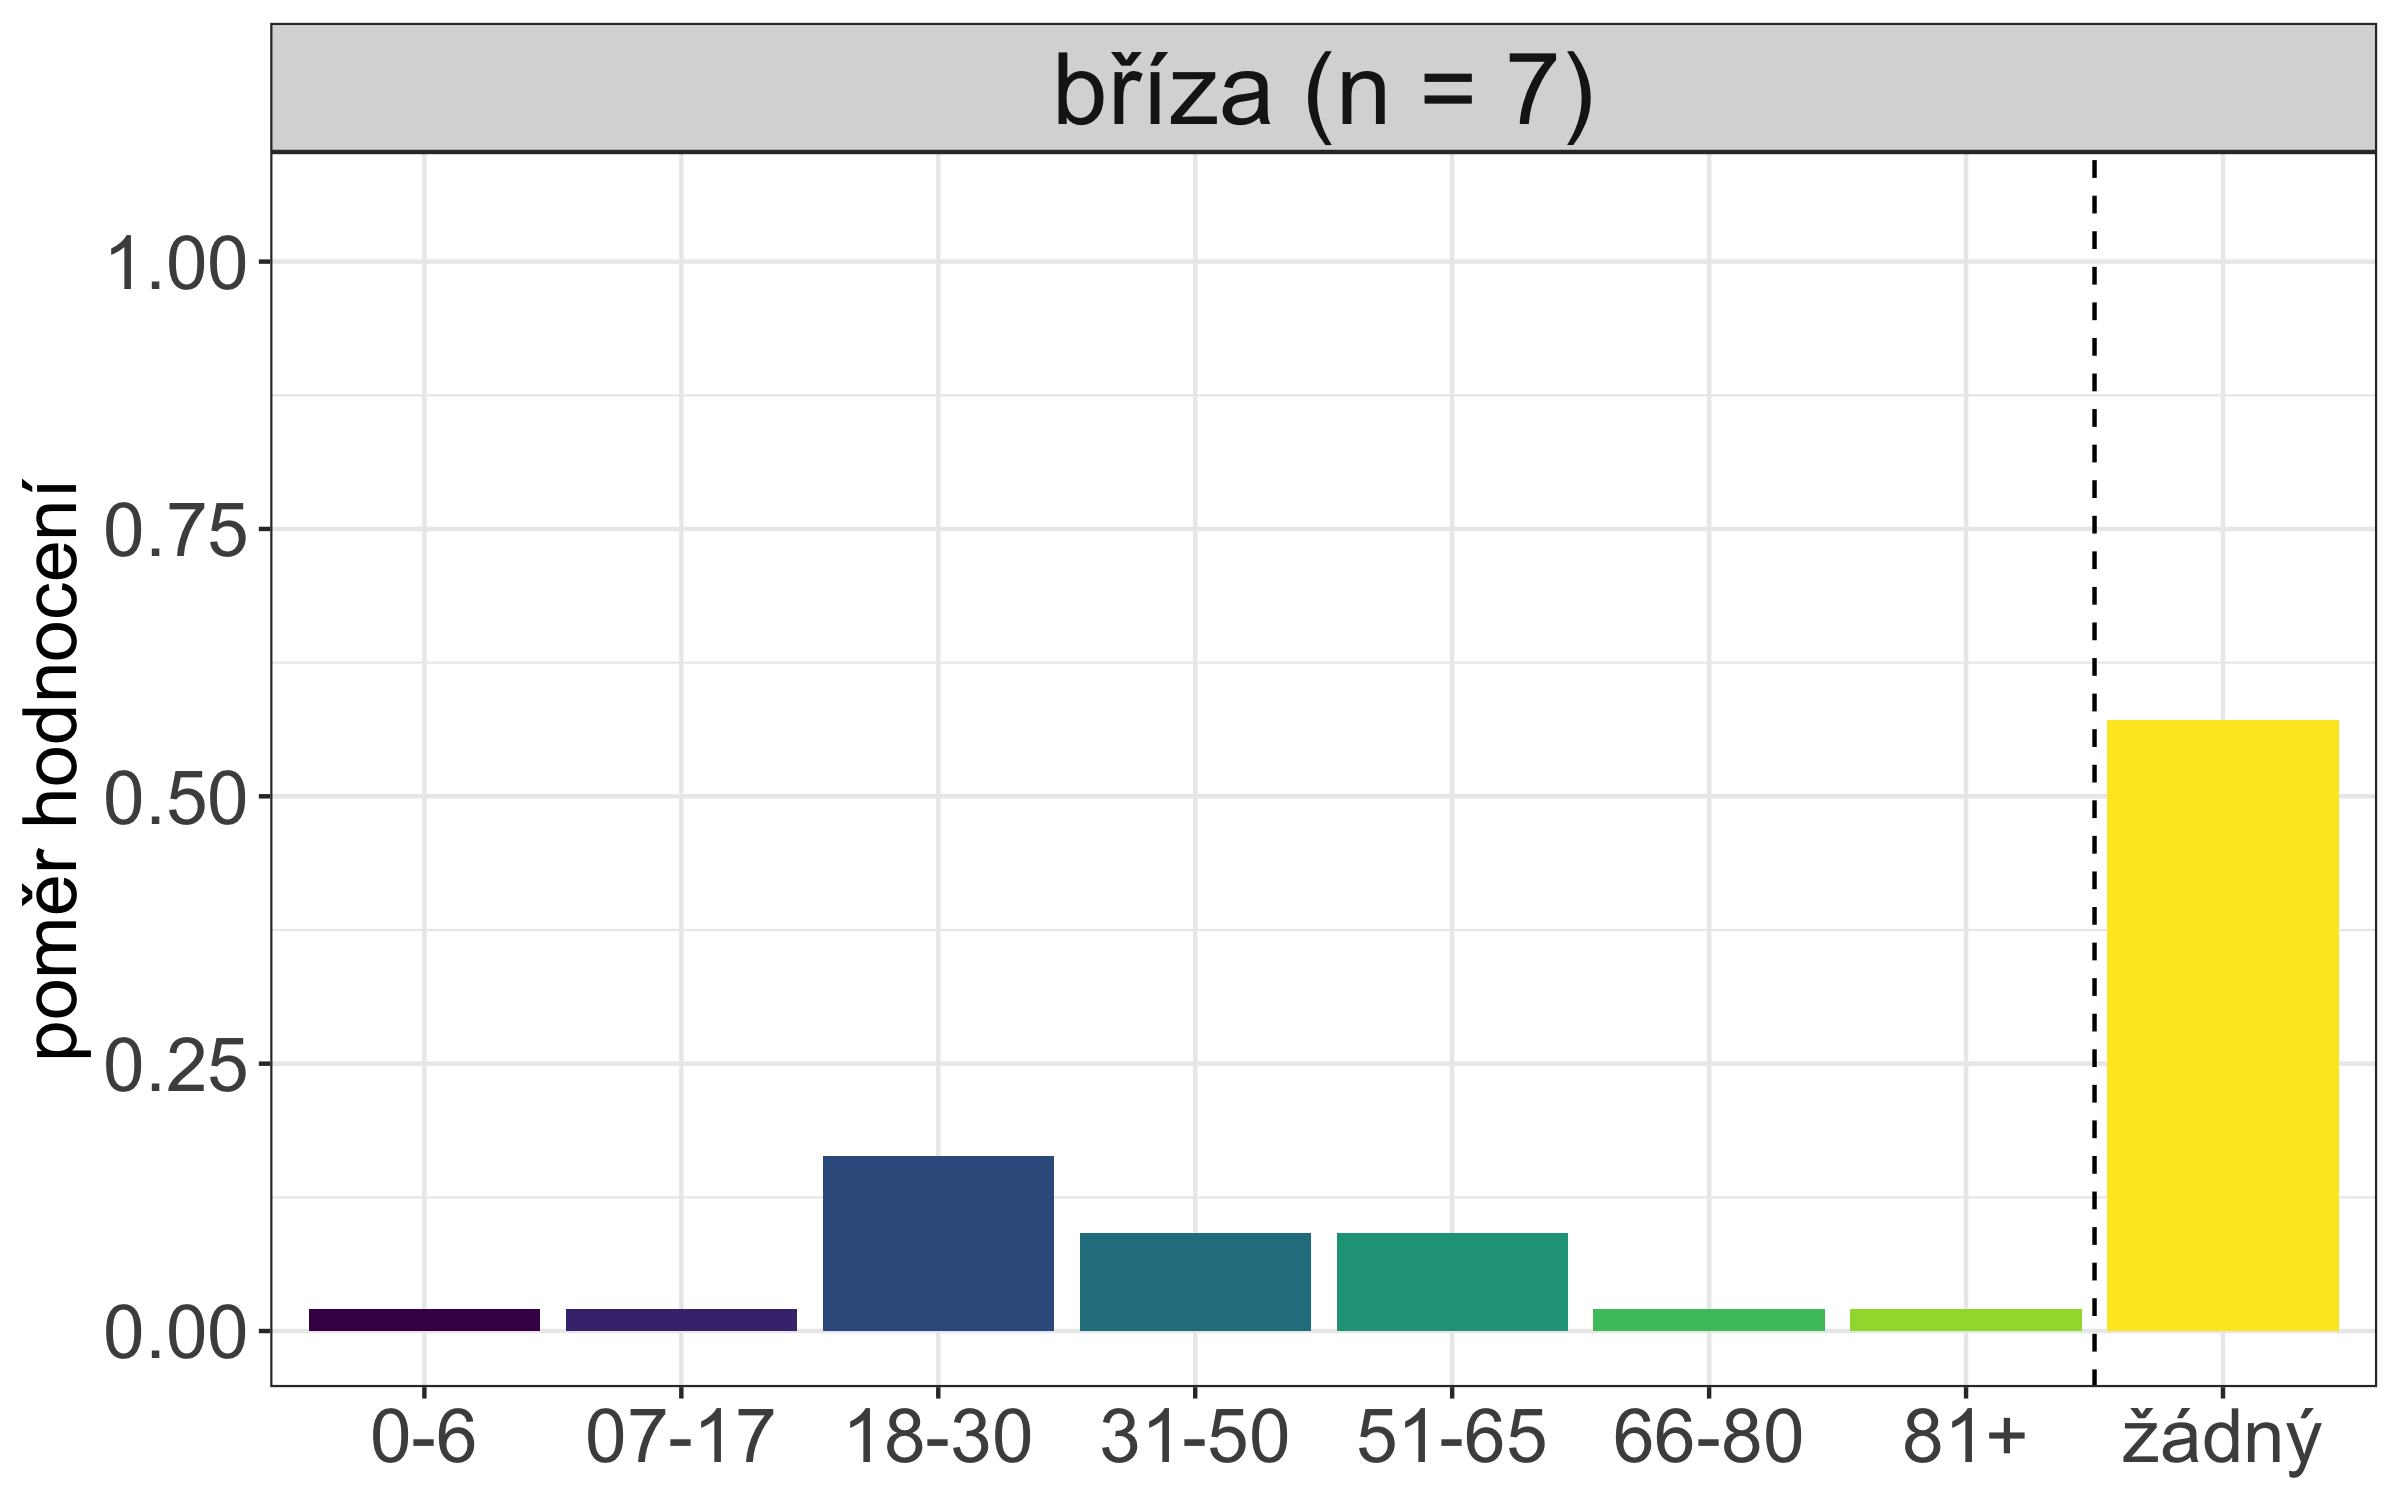 bříza (n = 7)
poměr hodnocení
1.00
0.75
0.50
0.25
0.00
0-6 07-17 18-30 31-50 51-65 66-80 81+ žádný